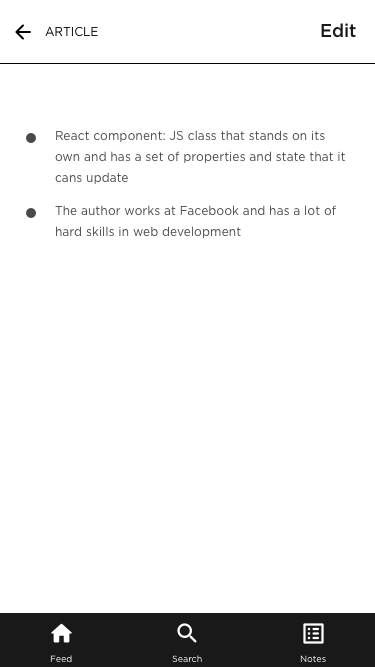 ARTICLE
Edit
React component: JS class that stands on its
own and has a set of properties and state that it
cans update
The author works at Facebook and has a lot of
hard skills in web development
Feed
Search
Notes